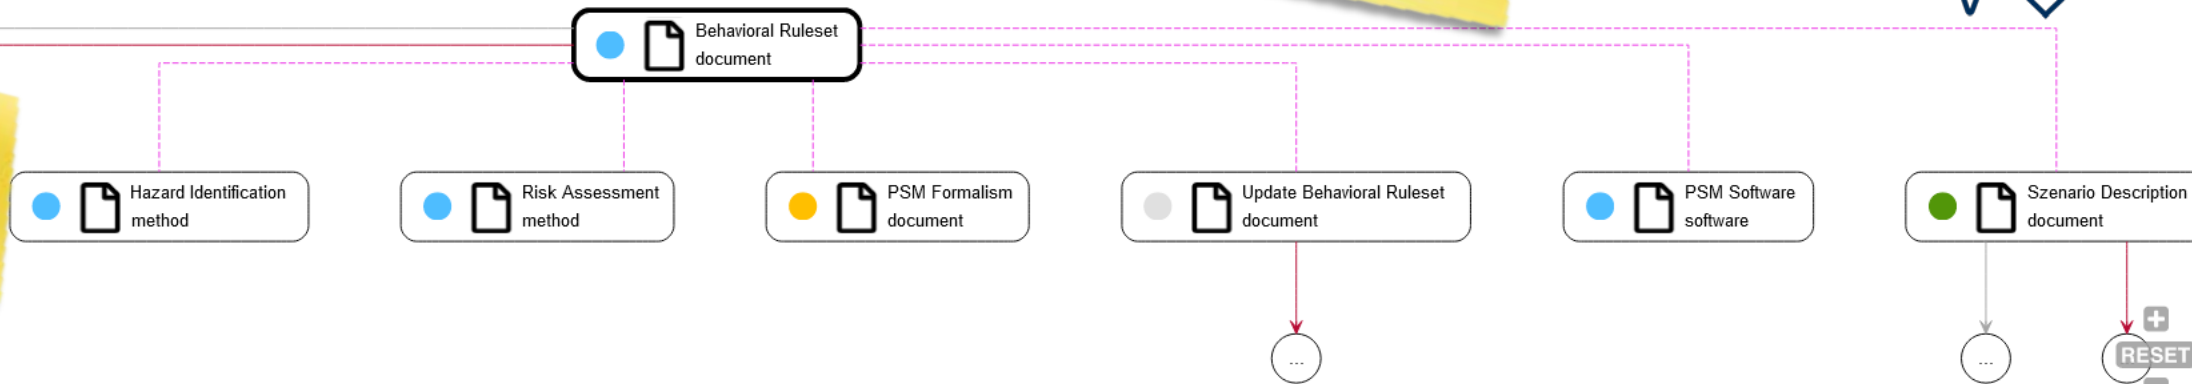 Behavioral Ruleset
document
Hazard Identification
method
Risk Assessment
method
PSM Formalism
document
Update Behavioral Ruleset
document
PSM Software
software
Szenario Description
document
...
...
RESET